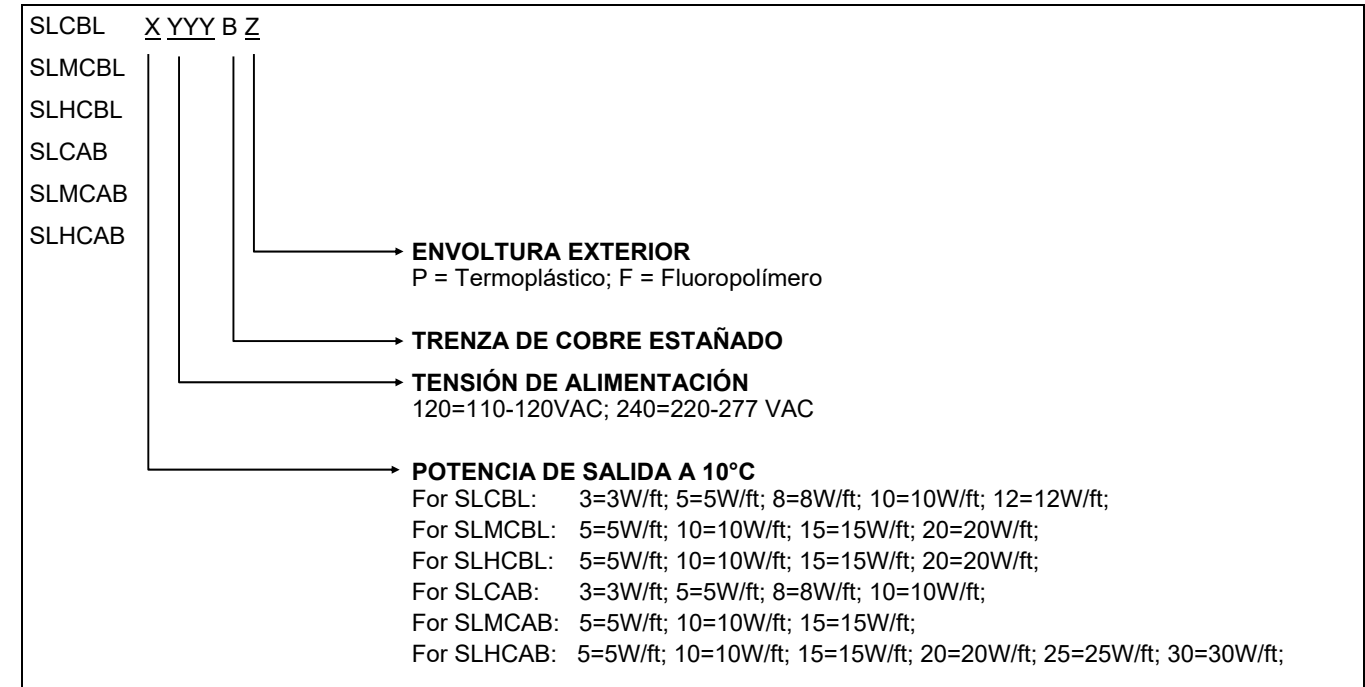 SLCBL X YYY B Z
SLMCBL
SLHCBL
SLCAB
SLMCAB
SLHCAB
ENVOLTURA EXTERIOR
P = Termoplástico; F = Fluoropolímero
TRENZA DE COBRE ESTAÑADO
TENSIÓN DE ALIMENTACIÓN
120=110-120VAC; 240=220-277 VAC
POTENCIA DE SALIDA A 10°C
For SLCBL: 3=3W/ft; 5=5W/ft; 8=8W/ft; 10=10W/ft; 12=12W/ft;
For SLMCBL: 5=5W/ft; 10=10W/ft; 15=15W/ft; 20=20W/ft;
For SLHCBL: 5=5W/ft; 10=10W/ft; 15=15W/ft; 20=20W/ft;
For SLCAB: 3=3W/ft; 5=5W/ft; 8=8W/ft; 10=10W/ft;
For SLMCAB: 5=5W/ft; 10=10W/ft; 15=15W/ft;
For SLHCAB: 5=5W/ft; 10=10W/ft; 15=15W/ft; 20=20W/ft; 25=25W/ft; 30=30W/ft;